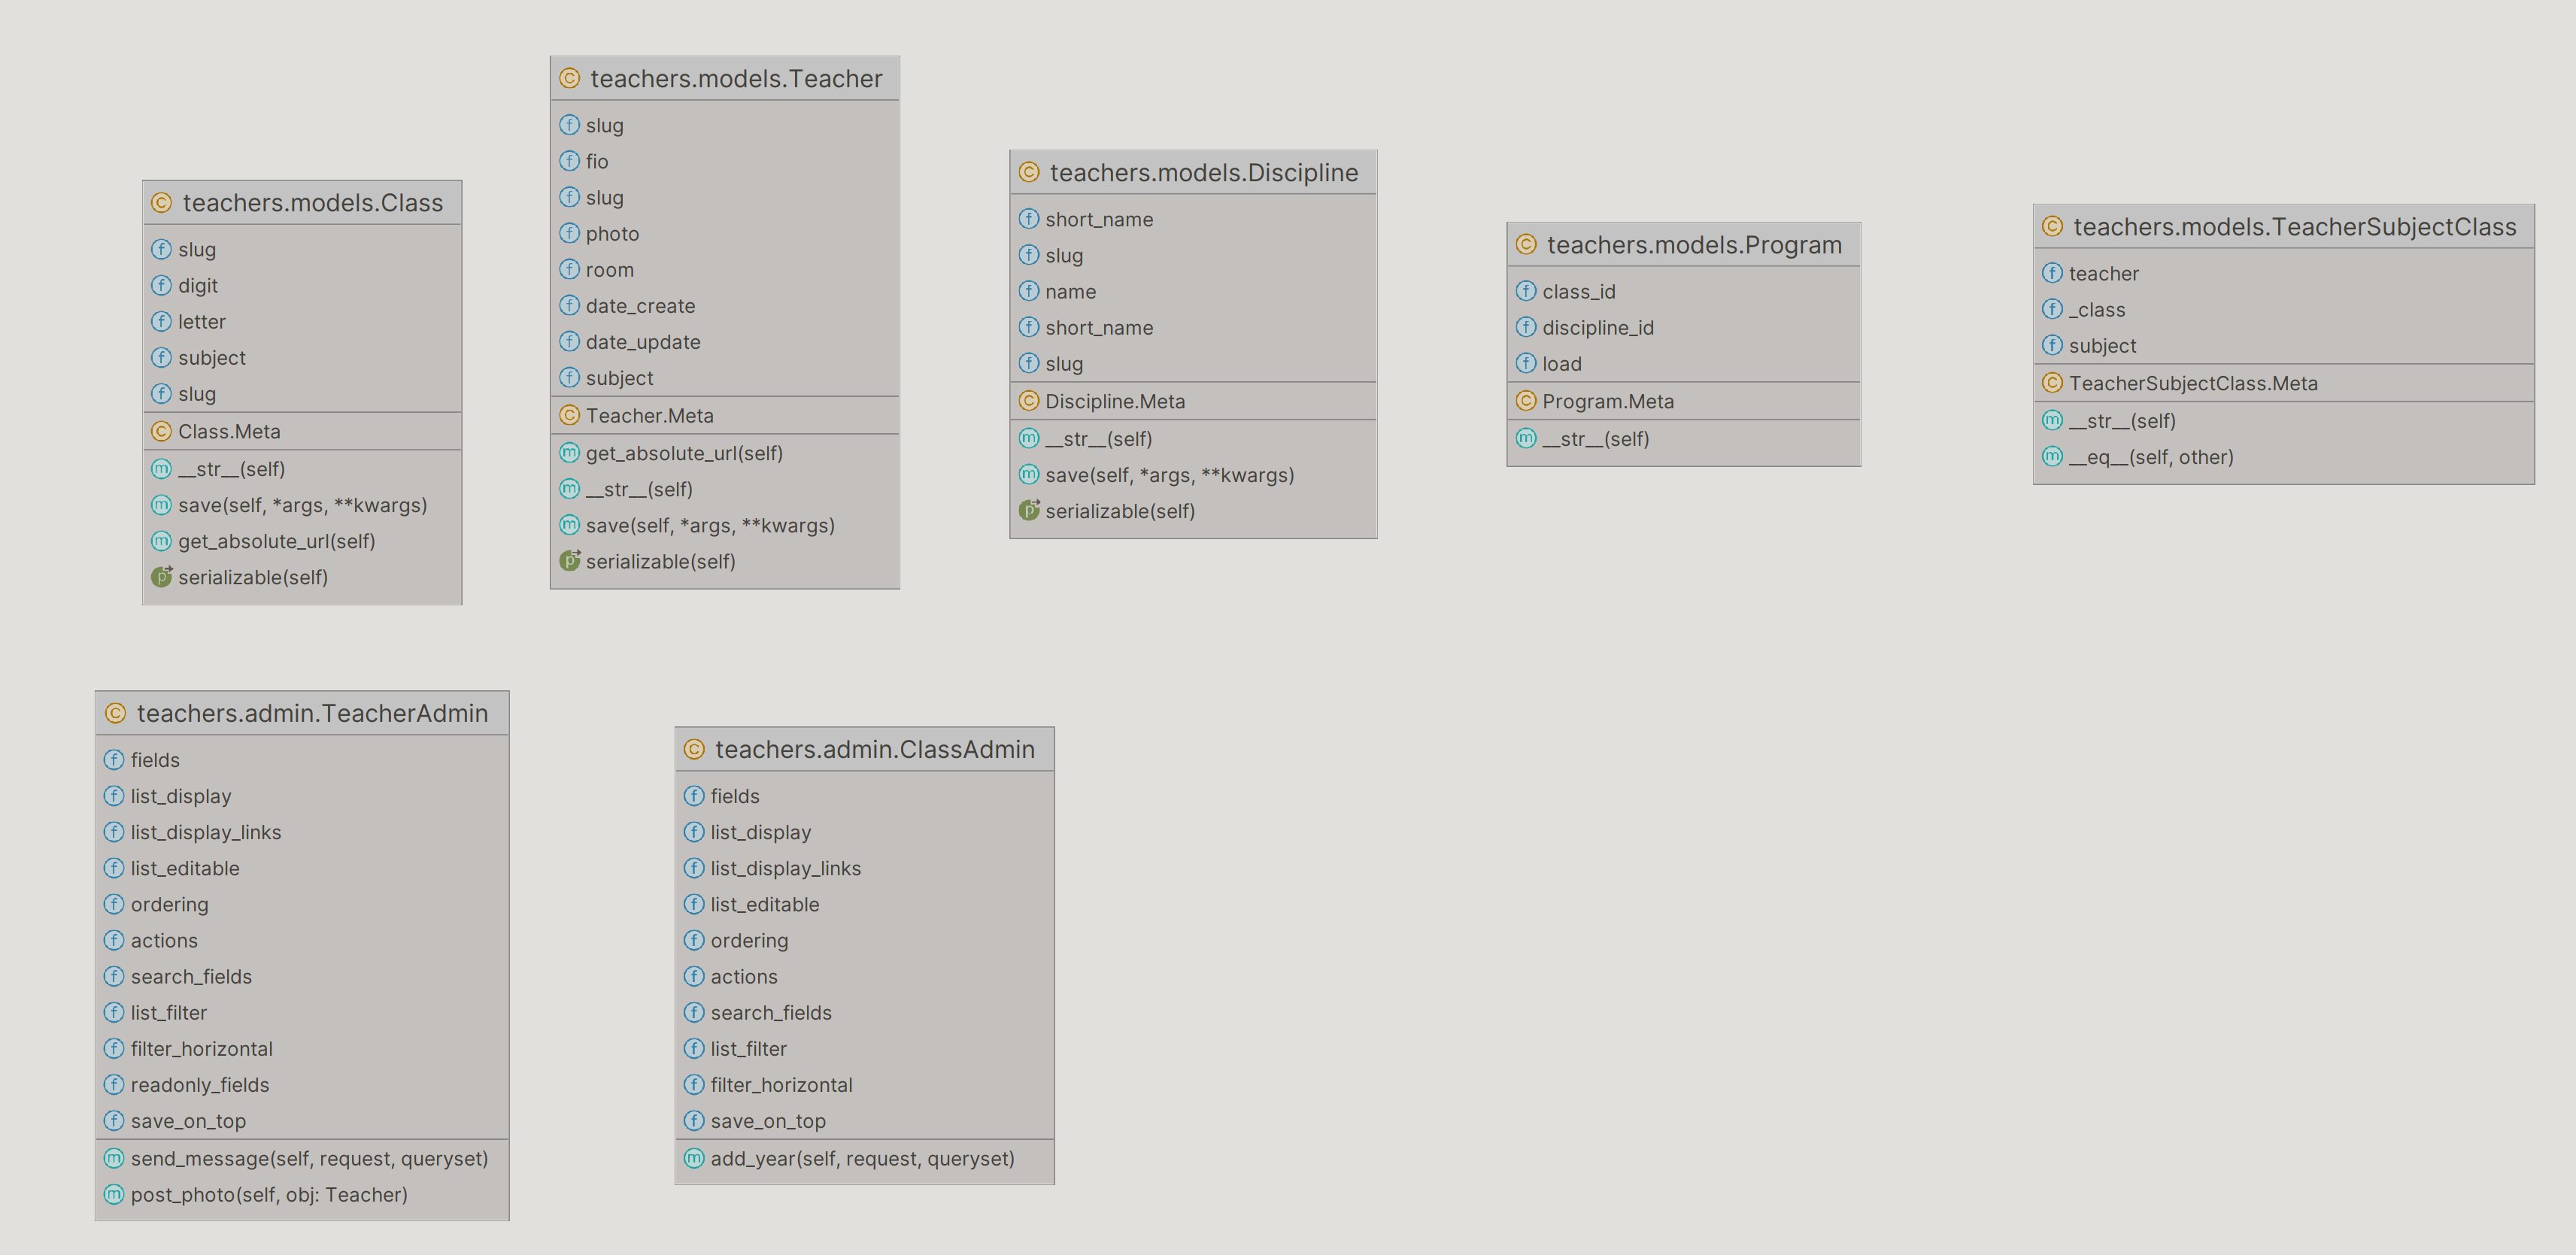 teachers.models.Class
slug
digit
letter
subject
slug
Class.Meta
__str__(self)
save(self, *args, **kwargs)
get_absolute_url(self)
serializable(self)
teachers.models.Teacher
slug
fio
slug
photo
room
date_create
date_update
subject
Teacher.Meta
get_absolute_url(self)
__str__(self)
save(self, *args, **kwargs)
serializable(self)
teachers.models.Discipline
short_name
slug
name
short_name
slug
Discipline.Meta
__str__(self)
save(self, *args, **kwargs)
serializable(self)
teachers.models.Program
class_id
discipline_id
load
Program.Meta
__str__(self)
teachers.models.TeacherSubjectClass
teacher
_class
subject
TeacherSubjectClass.Meta
__str__(self)
__eq__(self, other)
teachers.admin.TeacherAdmin
fields
list_display
list_display_links
list_editable
ordering
actions
search_fields
list_filter
filter_horizontal
readonly_fields
save_on_top
send_message(self, request, queryset)
post_photo(self, obj: Teacher)
teachers.admin.ClassAdmin
fields
list_display
list_display_links
list_editable
ordering
actions
search_fields
list_filter
filter_horizontal
save_on_top
add_year(self, request, queryset)